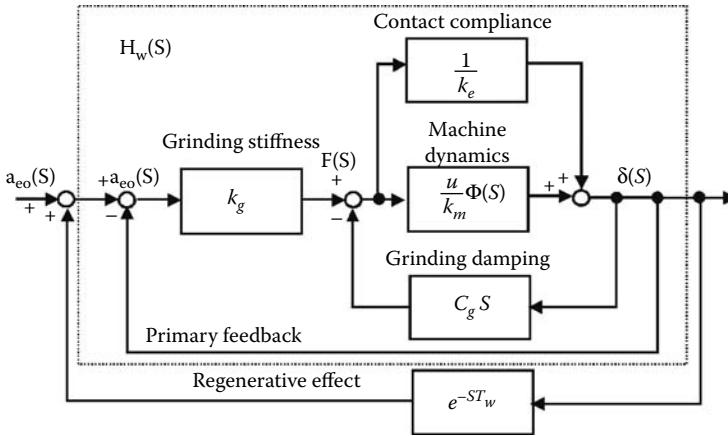 Contact compliance
H_w(S)
1/k_e
Grinding stiffness
F(S)
Machine
dynamics
a_eo(S)
+
+
+
a_eo(S)
−
k_g
+
−
u/k_m Φ(S)
+
+
δ(S)
Grinding damping
C_g S
Primary feedback
Regenerative effect
e^{−ST_w}